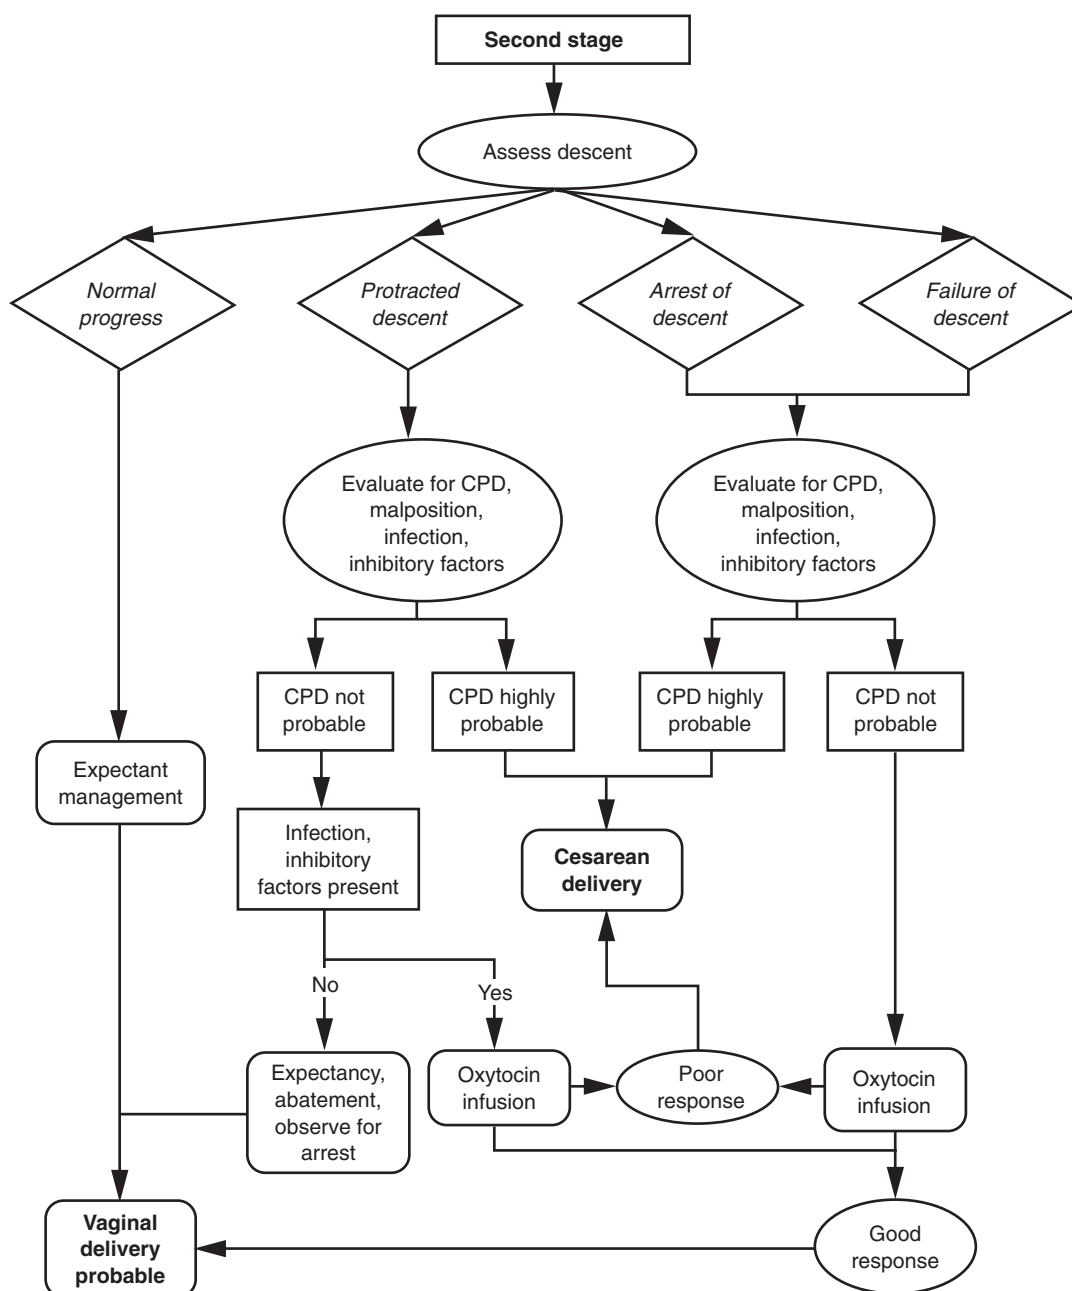 Second stage
Assess descent
Normal
progress
Protracted
descent
Arrest of
descent
Failure of
descent
Evaluate for CPD,
malposition,
infection,
inhibitory factors
Evaluate for CPD,
malposition,
infection,
inhibitory factors
CPD not
probable
CPD highly
probable
CPD highly
probable
CPD not
probable
Expectant
management
Infection,
inhibitory
factors present
Cesarean
delivery
No
Yes
Expectancy,
abatement,
observe for
arrest
Oxytocin
infusion
Poor
response
Oxytocin
infusion
Vaginal
delivery
probable
Good
response